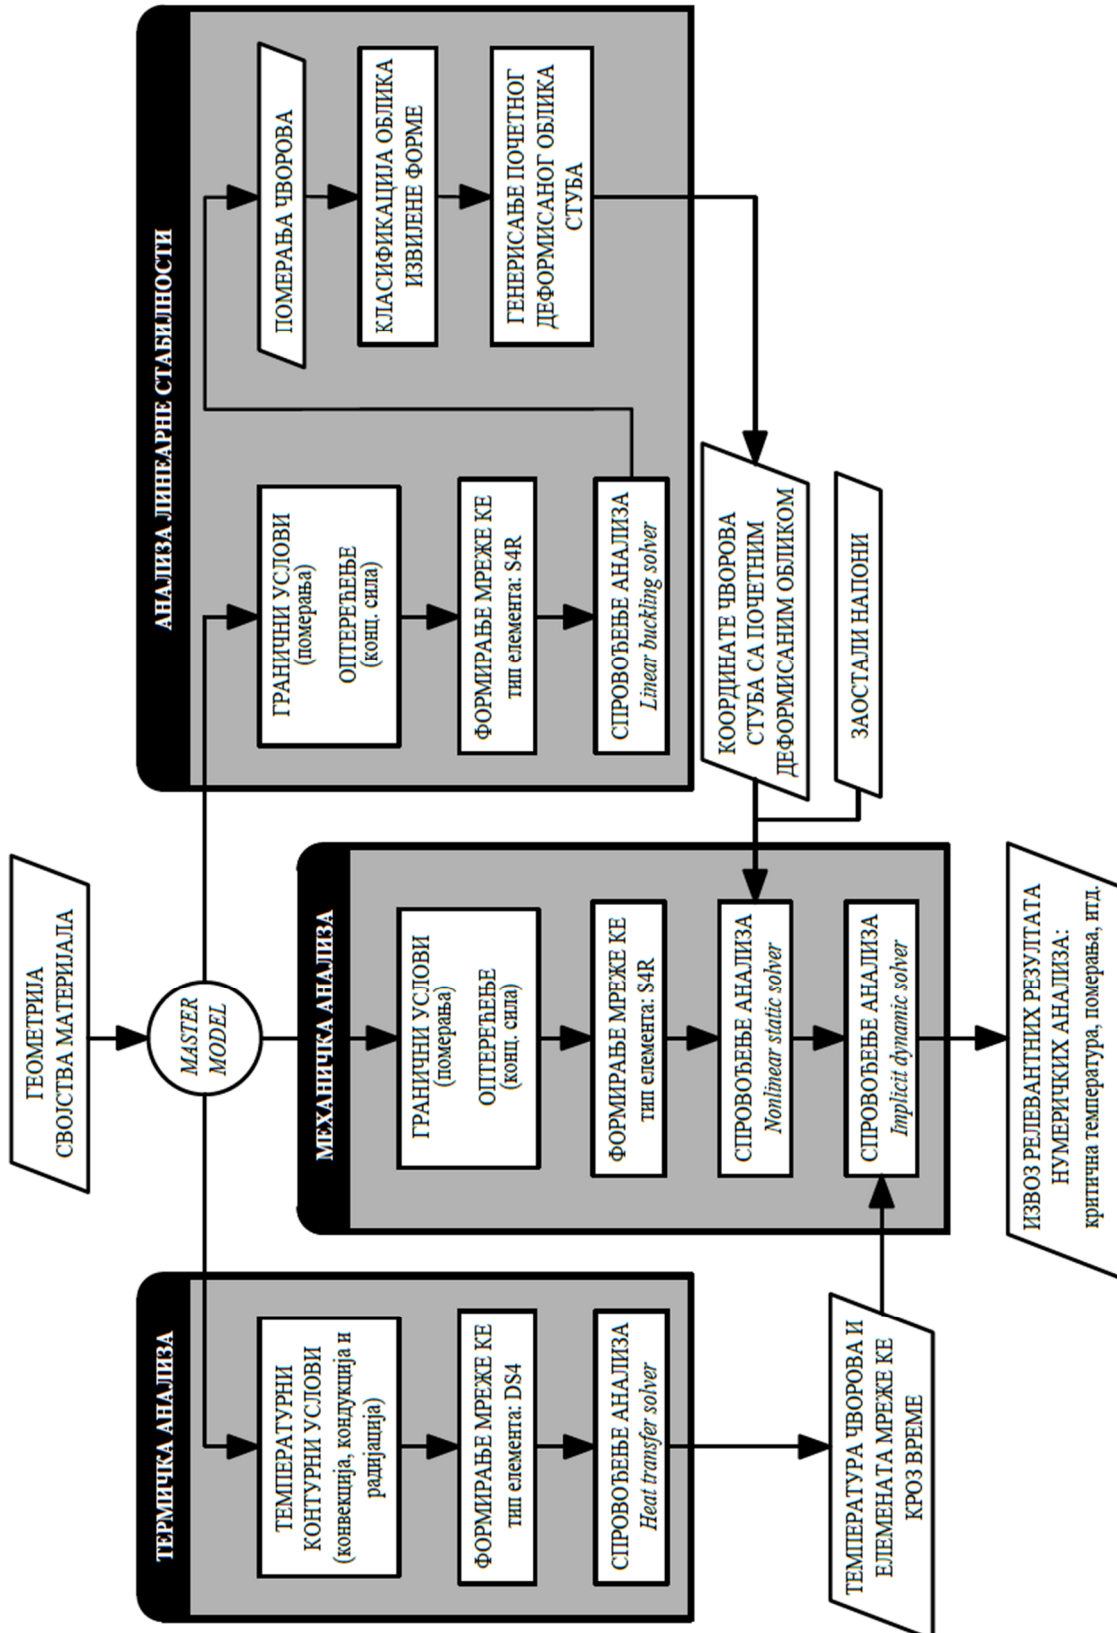 ГЕОМЕТРИЈА
СВОЈСТВА МАТЕРИЈАЛА
MASTER
MODEL
ТЕРМИЧКА АНАЛИЗА
ТЕМПЕРАТУРНИ
КОНТУРНИ УСЛОВИ
(конвекција, кондукција и
радијација)
ФОРМИРАЊЕ МРЕЖЕ КЕ
тип елемента: DS4
СПРОВОЂЕЊЕ АНАЛИЗА
Heat transfer solver
ТЕМПЕРАТУРА ЧВОРОВА И
ЕЛЕМЕНАТА МРЕЖЕ КЕ
КРОЗ ВРЕМЕ
МЕХАНИЧКА АНАЛИЗА
ГРАНИЧНИ УСЛОВИ
(померања)
ОПТЕРЕЂЕЊЕ
(конц. сила)
ФОРМИРАЊЕ МРЕЖЕ КЕ
тип елемента: S4R
СПРОВОЂЕЊЕ АНАЛИЗА
Nonlinear static solver
СПРОВОЂЕЊЕ АНАЛИЗА
Implicit dynamic solver
ИЗВОЗ РЕЛЕВАНТНИХ РЕЗУЛТАТА
НУМЕРИЧКИХ АНАЛИЗА:
критична температура, померања, итд.
АНАЛИЗА ЛИНЕАРНЕ СТАБИЛНОСТИ
ГРАНИЧНИ УСЛОВИ
(померања)
ОПТЕРЕЂЕЊЕ
(конц. сила)
ФОРМИРАЊЕ МРЕЖЕ КЕ
тип елемента: S4R
СПРОВОЂЕЊЕ АНАЛИЗА
Linear buckling solver
ПОМЕРАЊА ЧВОРОВА
КЛАСИФИКАЦИЈА ОБЛИКА
ИЗВИЈЕНЕ ФОРМЕ
ГЕНЕРИСАЊЕ ПОЧЕТНОГ
ДЕФОРМИСАНОГ ОБЛИКА
СТУБА
КООРДИНАТЕ ЧВОРОВА
СТУБА СА ПОЧЕТНИМ
ДЕФОРМИСАНИМ ОБЛИКОМ
ЗАОСТАЛИ НАПОНИ